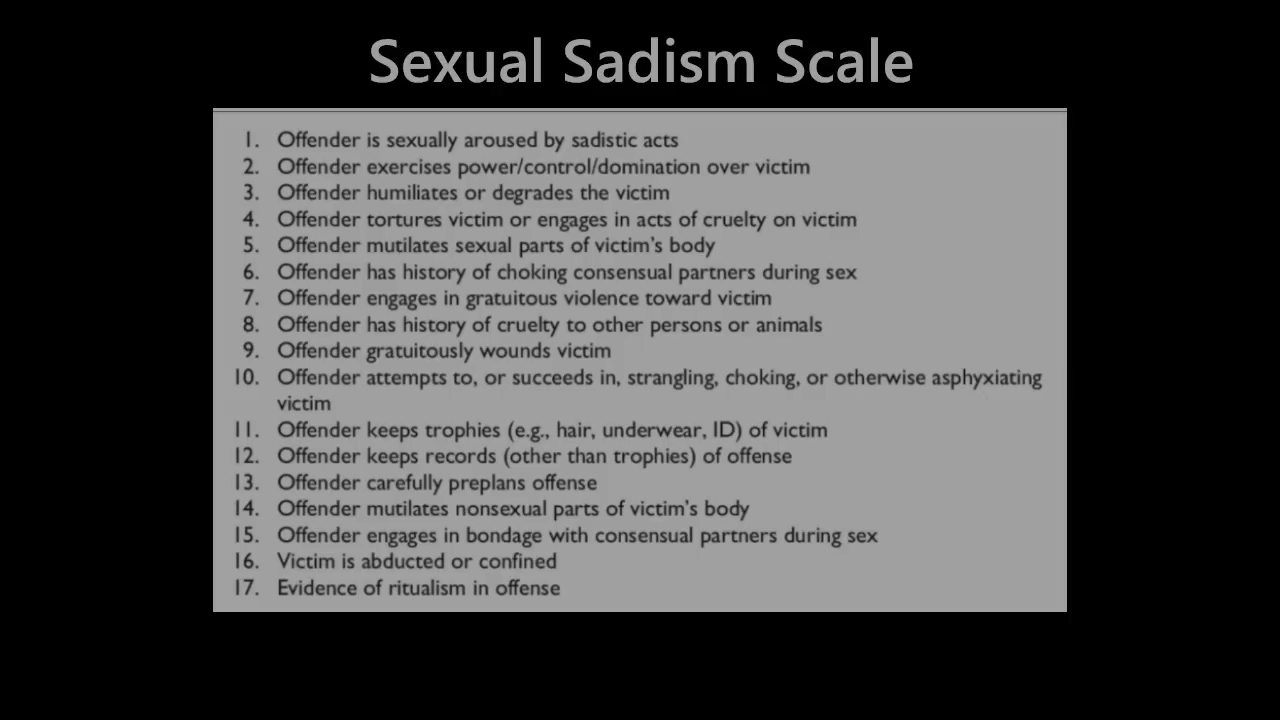 Sexual Sadism Scale
1. Offender is sexually aroused by sadistic acts
2. Offender exercises power/control/domination over victim
3. Offender humiliates or degrades the victim
4. Offender tortures victim or engages in acts of cruelty on victim
5. Offender mutilates sexual parts of victim's body
6. Offender has history of choking consensual partners during sex
7. Offender engages in gratuitous violence toward victim
8. Offender has history of cruelty to other persons or animals
9. Offender gratuitously wounds victim
10. Offender attempts to, or succeeds in, strangling, choking, or otherwise asphyxiating
victim
11. Offender keeps trophies (e.g., hair, underwear, ID) of victim
12. Offender keeps records (other than trophies) of offense
13. Offender carefully preplans offense
14. Offender mutilates nonsexual parts of victim's body
15. Offender engages in bondage with consensual partners during sex
16. Victim is abducted or confined
17. Evidence of ritualism in offense